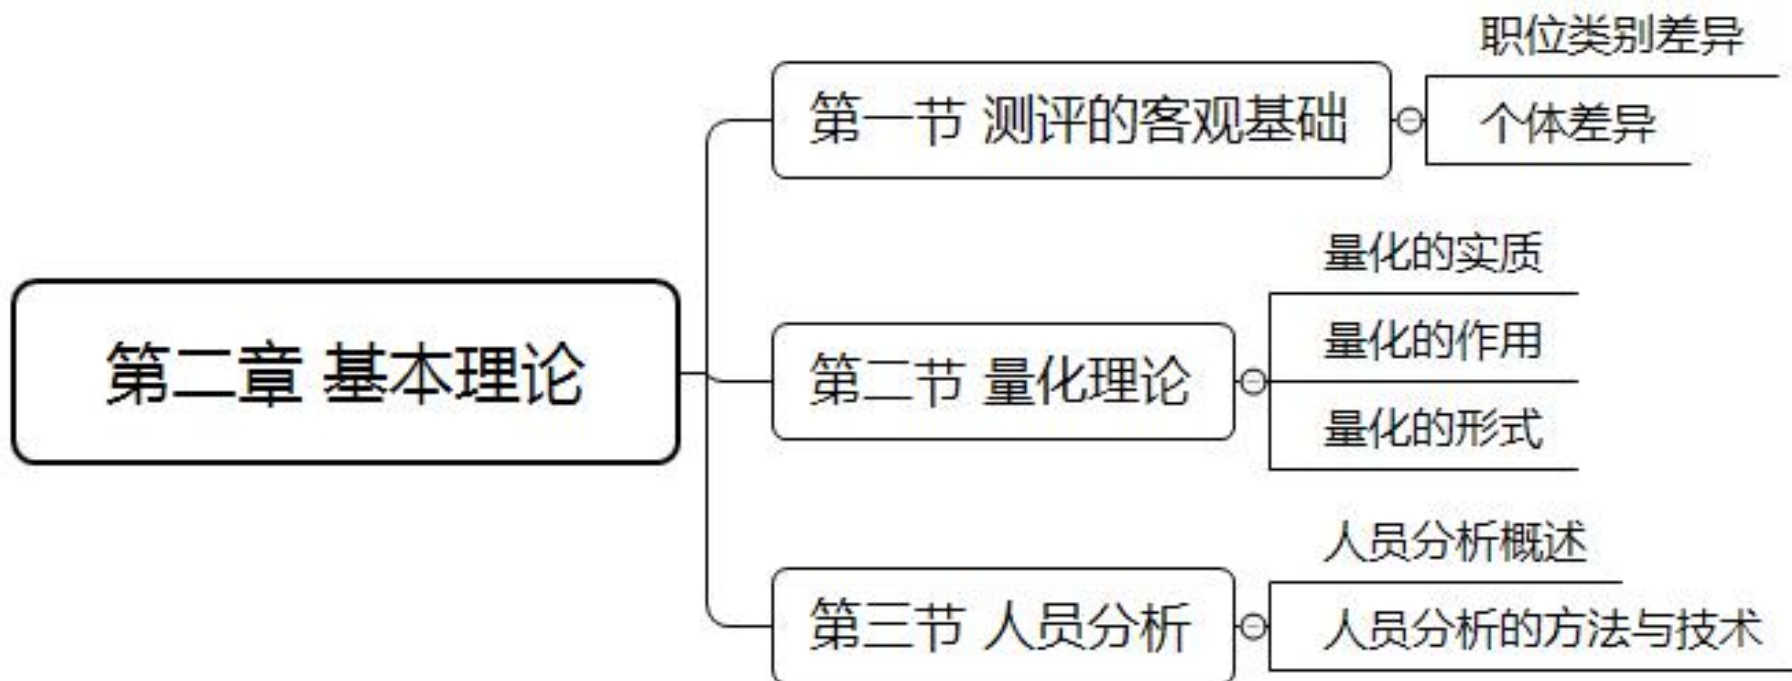 第二章 基本理论
第一节 测评的客观基础
职位类别差异
个体差异
第二节 量化理论
量化的实质
量化的作用
量化的形式
第三节 人员分析
人员分析概述
人员分析的方法与技术